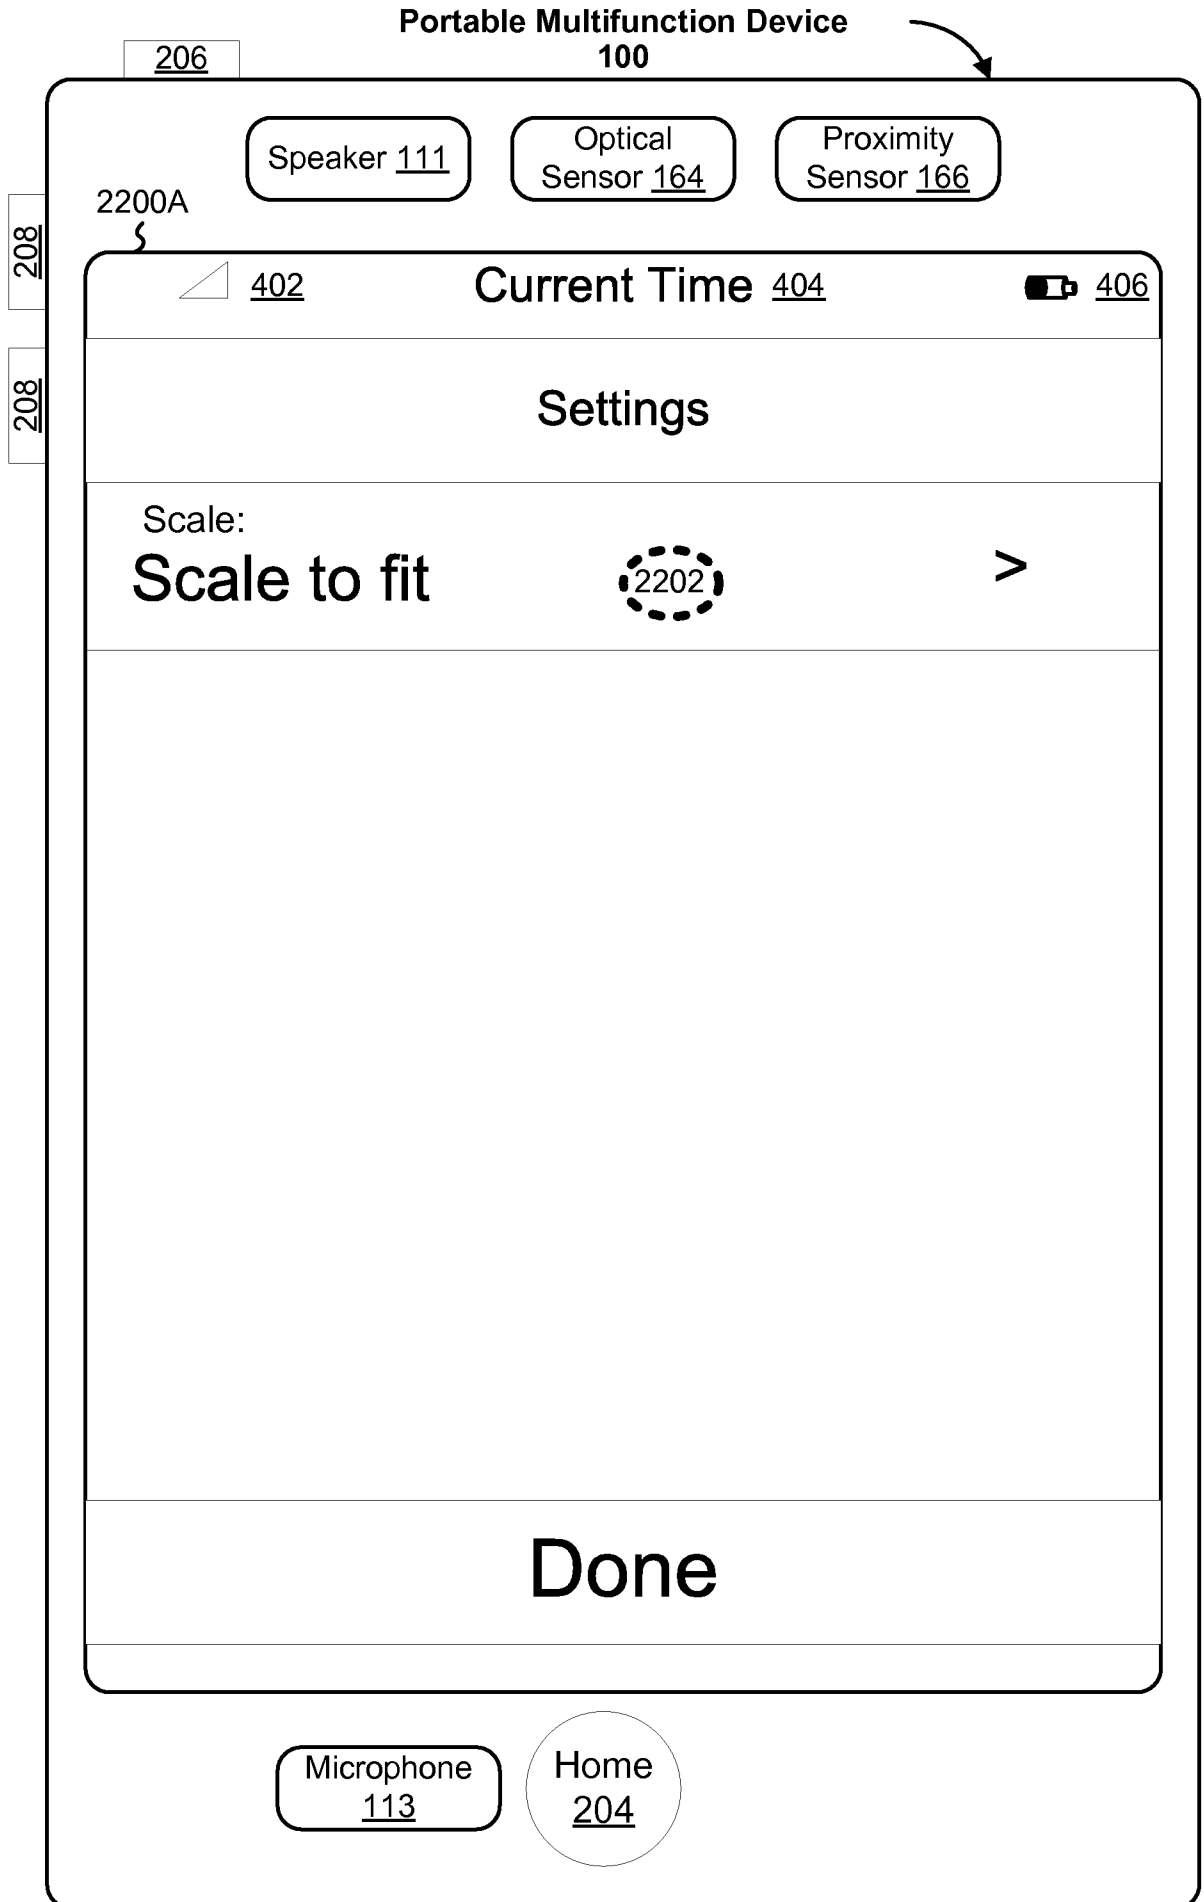 Portable Multifunction Device
100
206
Speaker 111
Optical
Sensor 164
Proximity
Sensor 166
2200A
208
402
Current Time 404
406
208
Settings
Scale:
Scale to fit
2202
>
Done
Microphone
113
Home
204